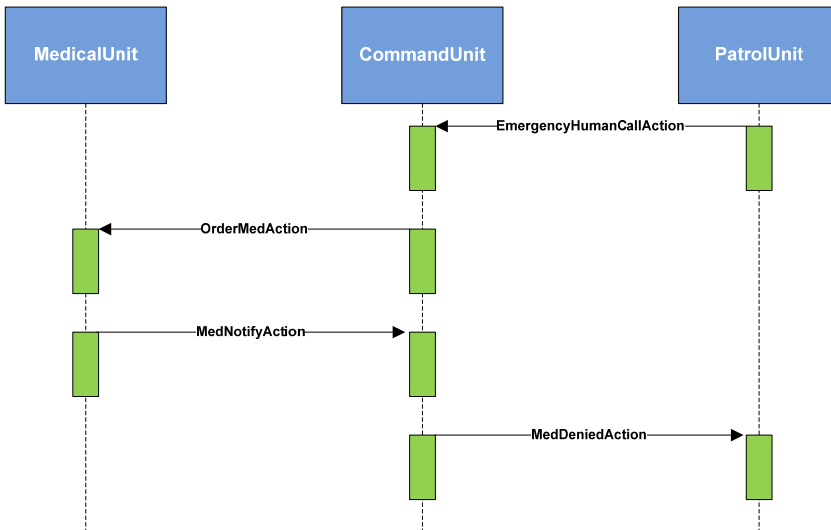 MedicalUnit
CommandUnit
PatrolUnit
EmergencyHumanCallAction
OrderMedAction
MedNotifyAction
MedDeniedAction